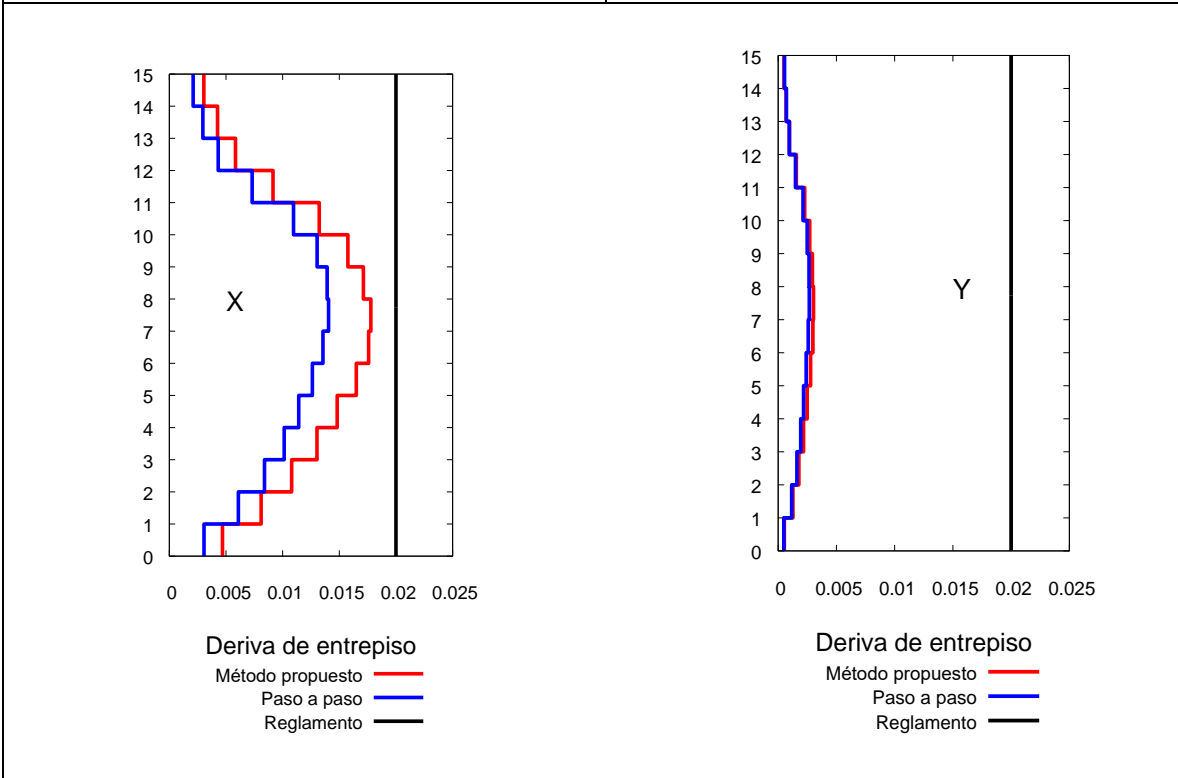 15
14
13
12
11
10
9
8
7
6
5
4
3
2
1
0
X
0 0.005 0.01 0.015 0.02 0.025
Deriva de entrepiso
Método propuesto
Paso a paso
Reglamento
15
14
13
12
11
10
9
8
7
6
5
4
3
2
1
0
Y
0 0.005 0.01 0.015 0.02 0.025
Deriva de entrepiso
Método propuesto
Paso a paso
Reglamento